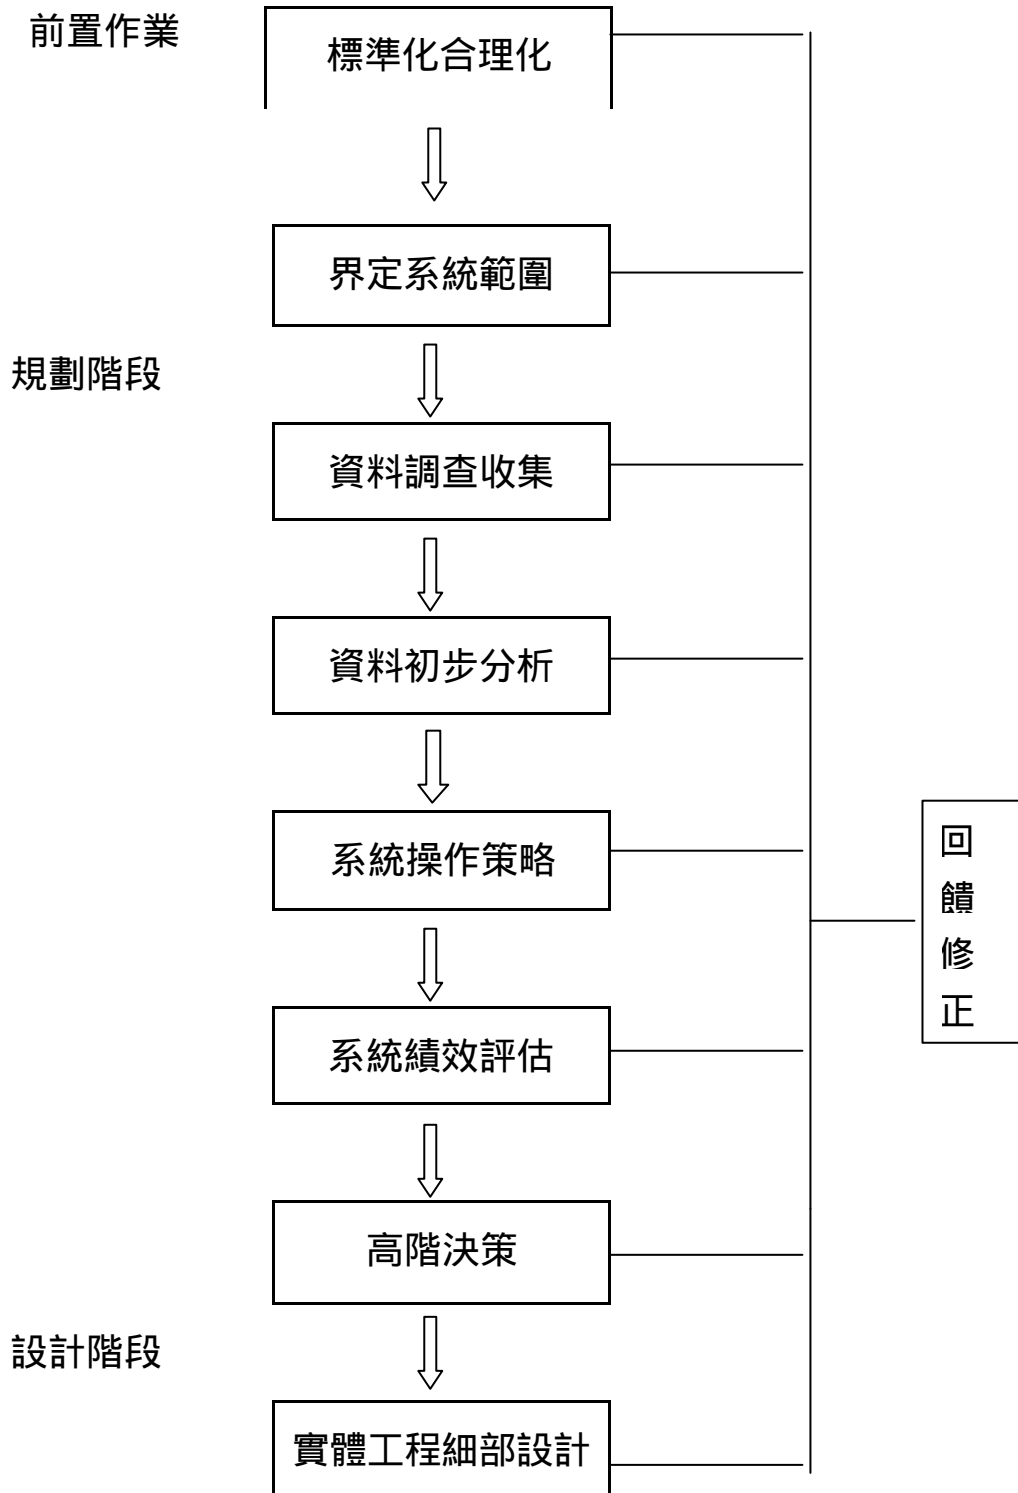 前置作業
標準化合理化
界定系統範圍
規劃階段
資料調查收集
資料初步分析
系統操作策略
回
饋
修
正
系統績效評估
高階決策
設計階段
實體工程細部設計